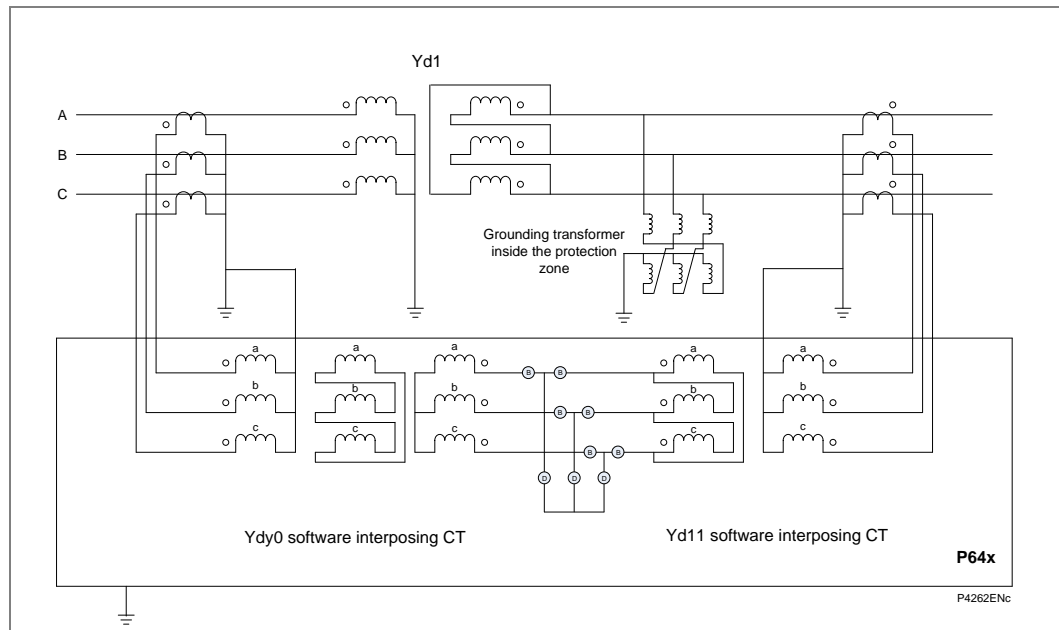 Yd1
A
B
C
Grounding transformer
inside the protection
zone
a
a
a
a
a
b
b
b
b
b
c
c
c
c
c
B
B
B
B
B
B
D
D
D
Ydy0 software interposing CT
Yd11 software interposing CT
P64x
P4262ENc